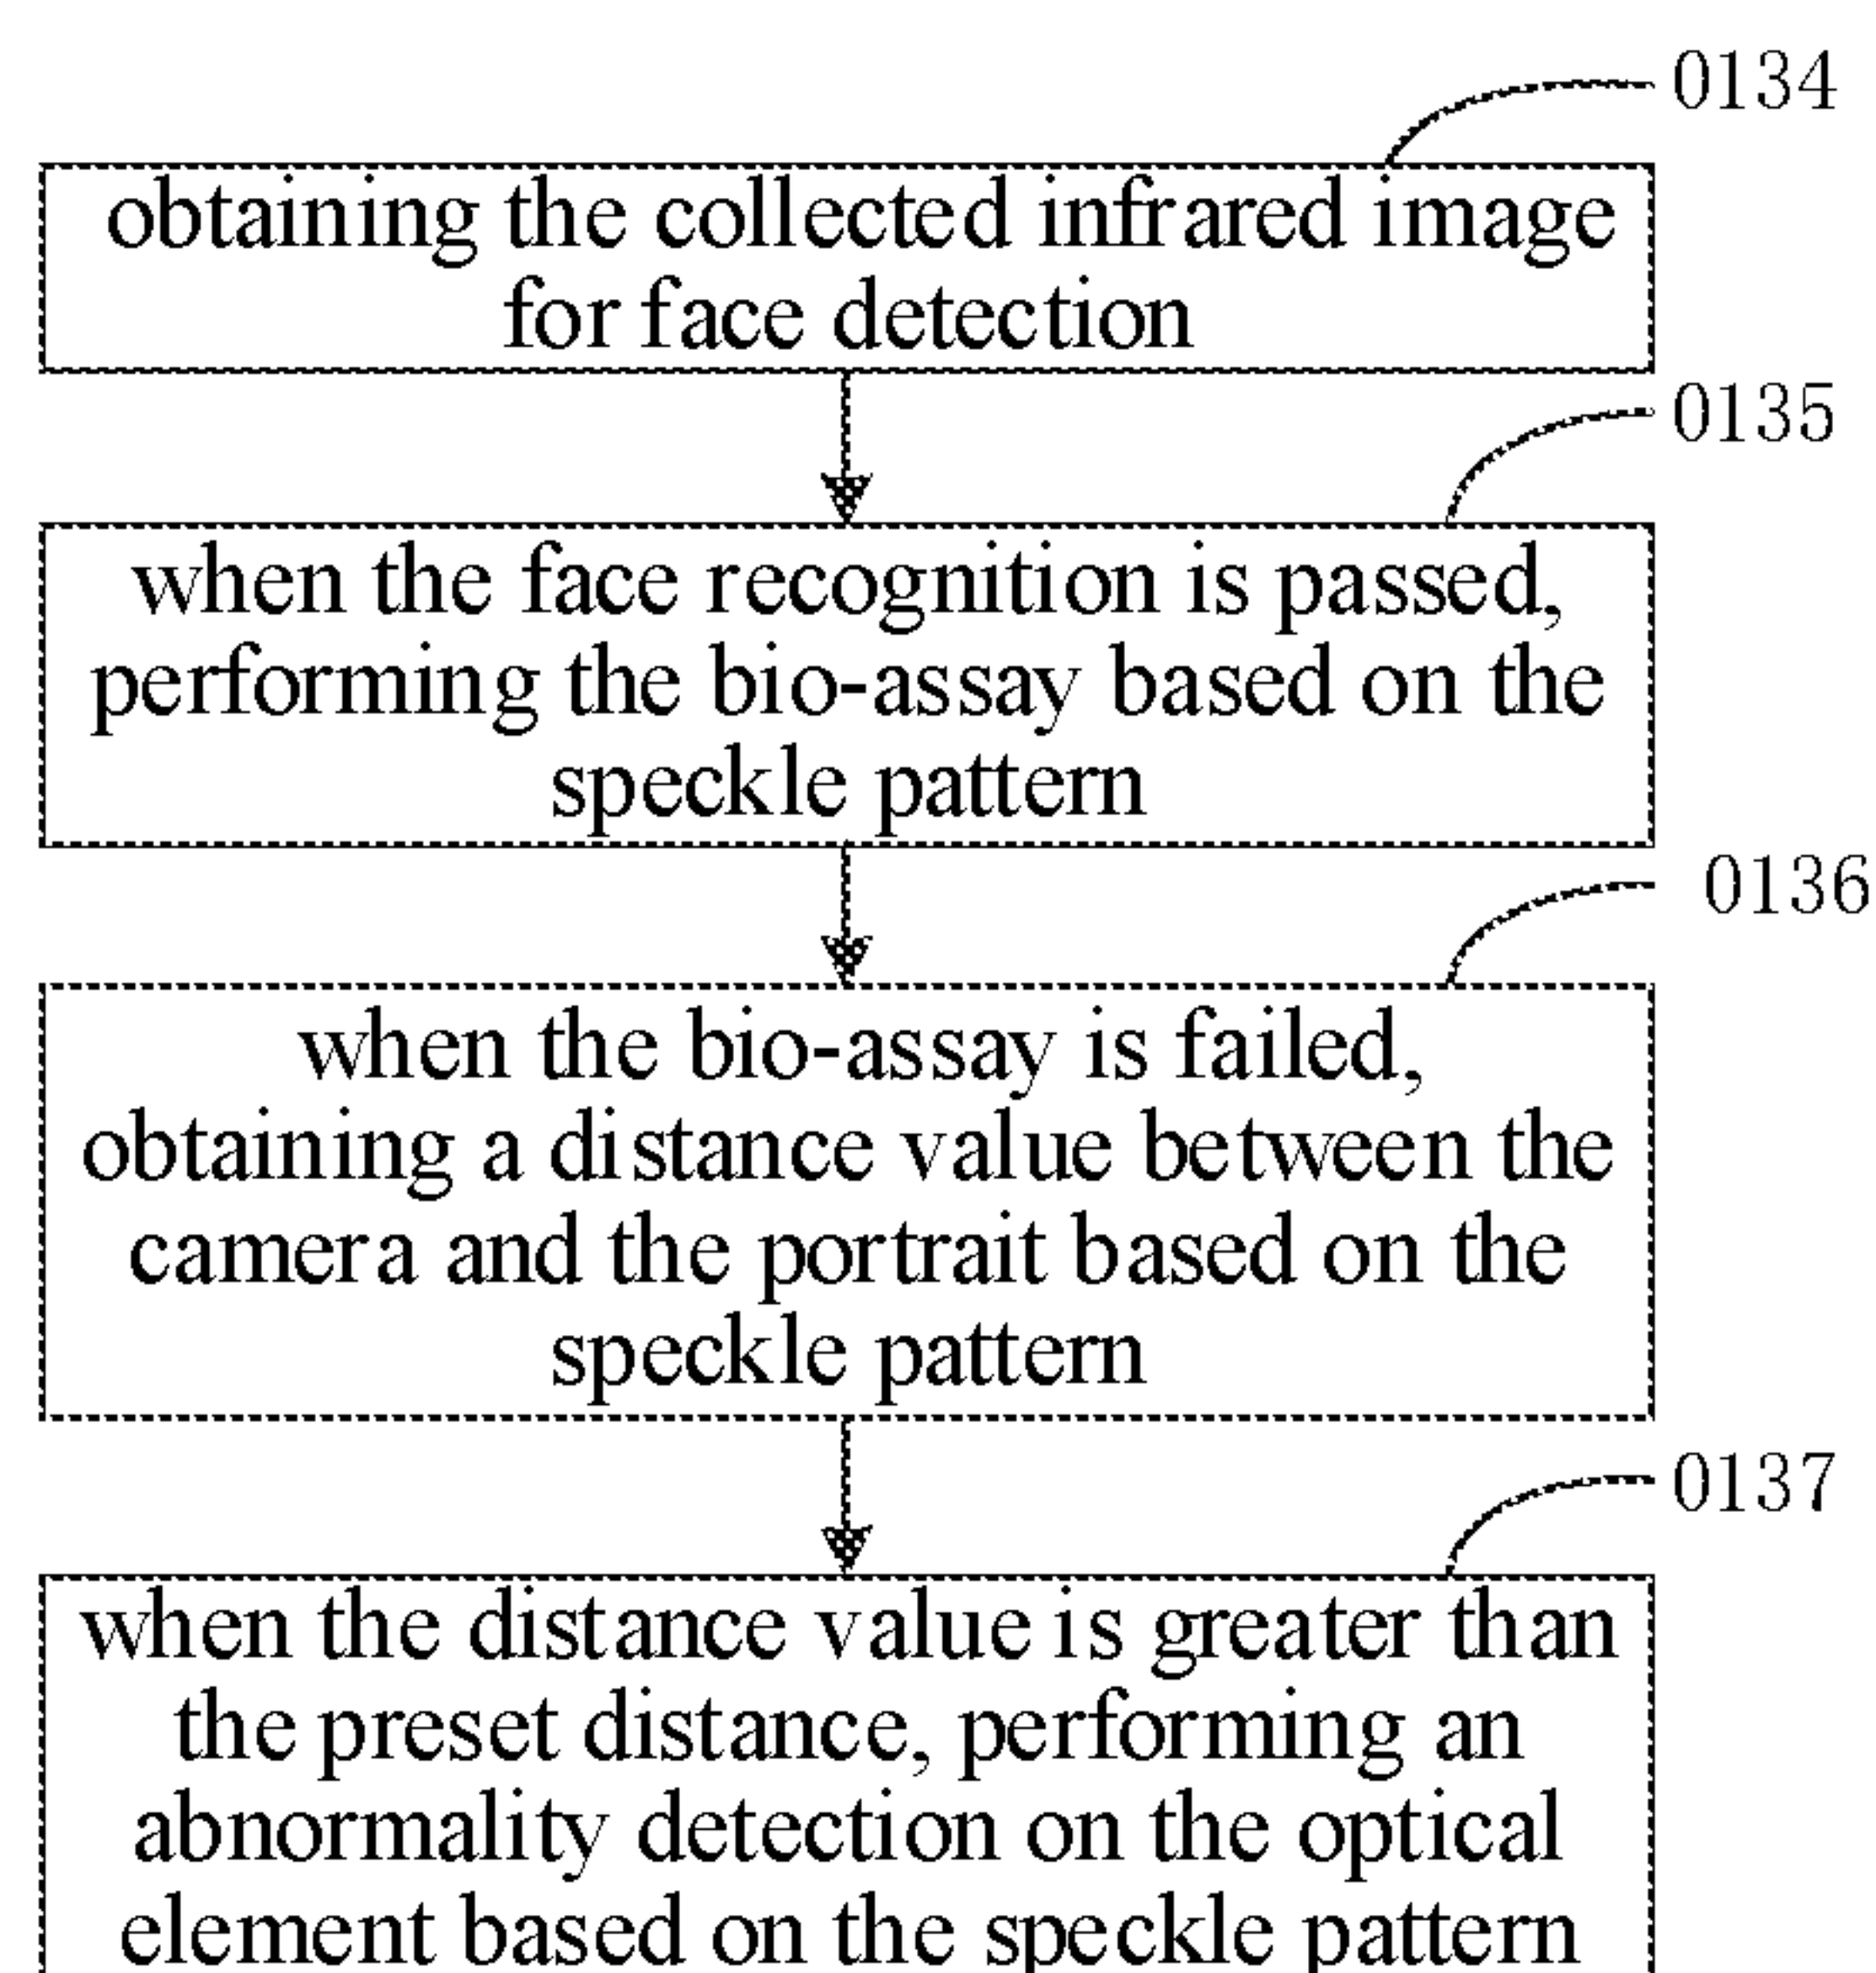 0134
obtaining the collected infrared image
for face detection
0135
when the face recognition is passed,
performing the bio-assay based on the
speckle pattern
0136
when the bio-assay is failed,
obtaining a distance value between the
camera and the portrait based on the
speckle pattern
0137
when the distance value is greater than
the preset distance, performing an
abnormality detection on the optical
element based on the speckle pattern